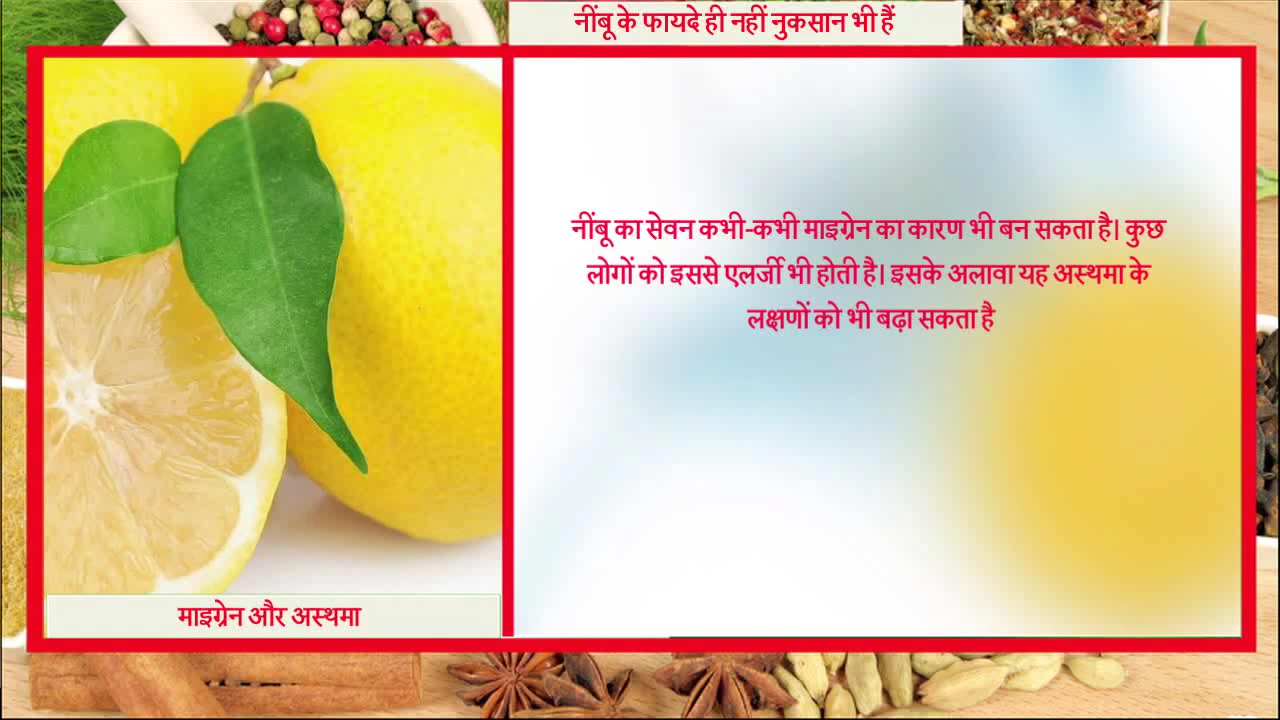 नींबू के फायदे ही नहीं नुकसान भी हैं
नींबू का सेवन कभी-कभी माइग्रेन का कारण भी बन सकता है। कुछ
लोगों को इससे एलर्जी भी होती है। इसके अलावा यह अस्थमा के
लक्षणों को भी बढ़ा सकता है
माइग्रेन और अस्थमा